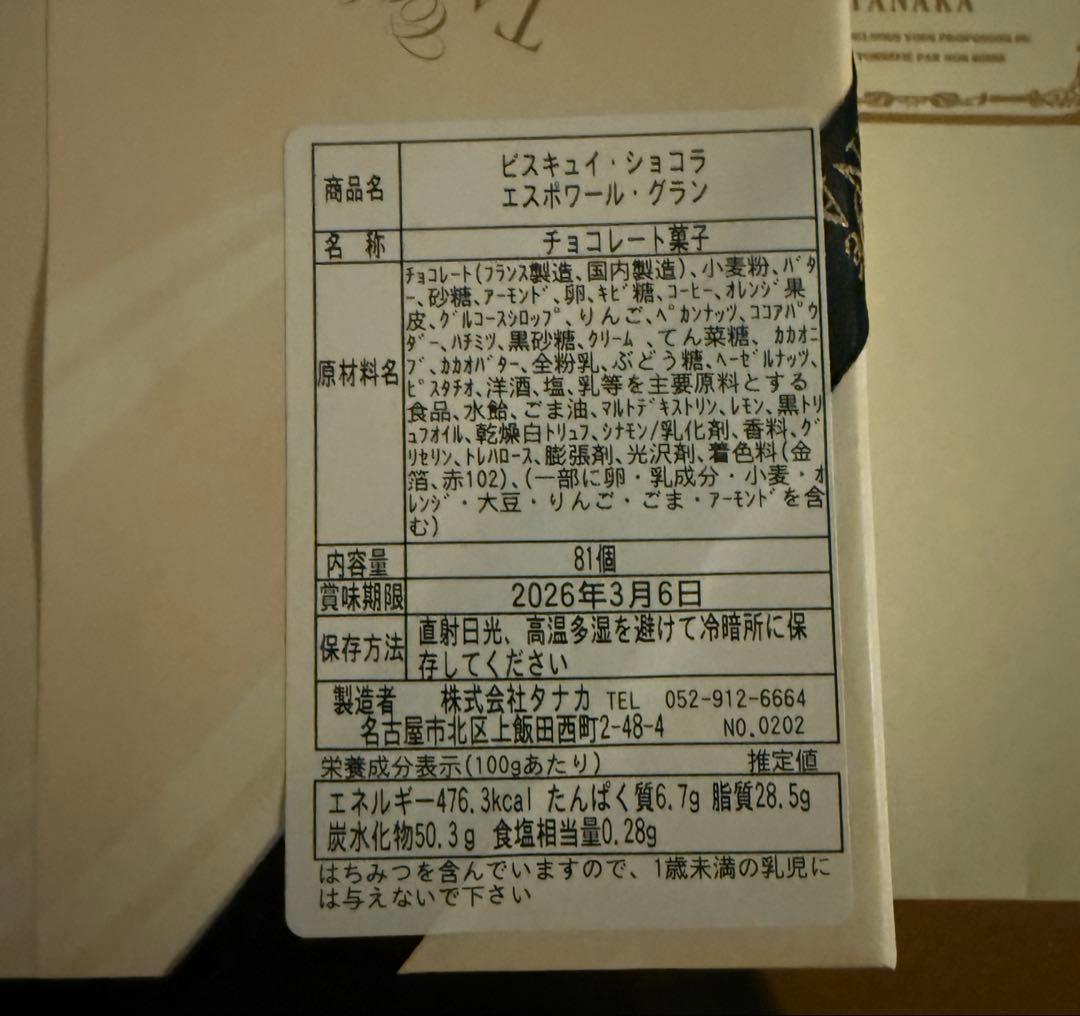 TANAKA
商品名
ビスキュイ・ショコラ
エスポワール・グラン
名 称
チョコレート菓子
原材料名
チョコレート(フランス製造、国内製造)、小麦粉、バタ
ー、砂糖、アーモンド、卵、キビ糖、コーヒー、オレンジ果
皮、グルコースシロップ、りんご、ペカンナッツ、ココアパウ
ダー、ハチミツ、黒砂糖、クリーム、てん菜糖、カカオニ
ブ、カカオバター、全粉乳、ぶどう糖、ヘーゼルナッツ、
ピスタチオ、洋酒、塩、乳等を主要原料とする
食品、水飴、ごま油、マルトデキストリン、レモン、黒トリ
ュフオイル、乾燥白トリュフ、シナモン/乳化剤、香料、グ
リセリン、トレハロース、膨張剤、光沢剤、着色料(金
箔、赤102)、(一部に卵・乳成分・小麦・オ
レンジ・大豆・りんご・ごま・アーモンドを含
む)
内容量
81個
賞味期限
2026年3月6日
保存方法
直射日光、高温多湿を避けて冷暗所に保
存してください
製造者 株式会社タナカ TEL 052-912-6664
名古屋市北区上飯田西町2-48-4 NO.0202
栄養成分表示(100gあたり) 推定値
エネルギー476.3kcal たんぱく質6.7g 脂質28.5g
炭水化物50.3g 食塩相当量0.28g
はちみつを含んでいますので、1歳未満の乳児に
は与えないで下さい